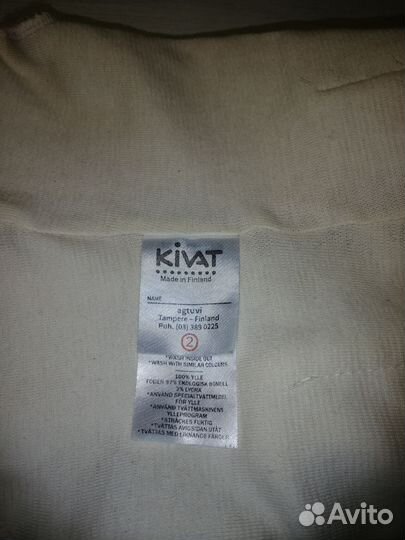 KIVAT
Made in Finland
NAME
agtuvi
Tampere – Finland
Puh. (03) 389 0225
2
*WASH INSIDE OUT
*WASH WITH SIMILAR COLOURS
100% YLLE
FODER 97% EKOLOGISK BOMULL
3% LYCRA
*ANVÄND SPECIALTVÄTTMEDEL
FÖR YLLE
*ANVÄND TVÄTTMASKINENS
YLLEPROGRAM
*STRÄCKES FUKTIG
*TVÄTTAS AVIGSIDAN UTÅT
*TVÄTTAS MED LIKNANDE FÄRGER
Avito